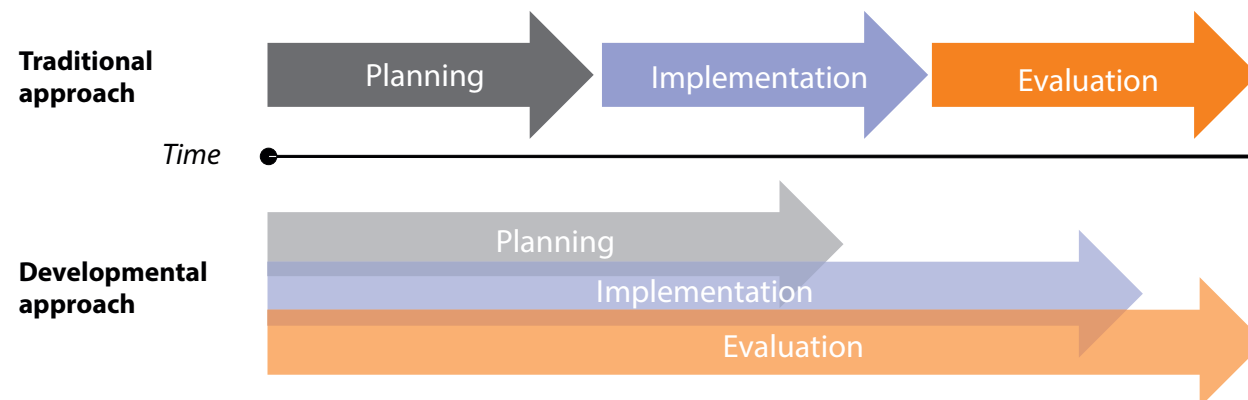 Traditional
approach
Planning
Implementation
Evaluation
Time
Developmental
approach
Planning
Implementation
Evaluation